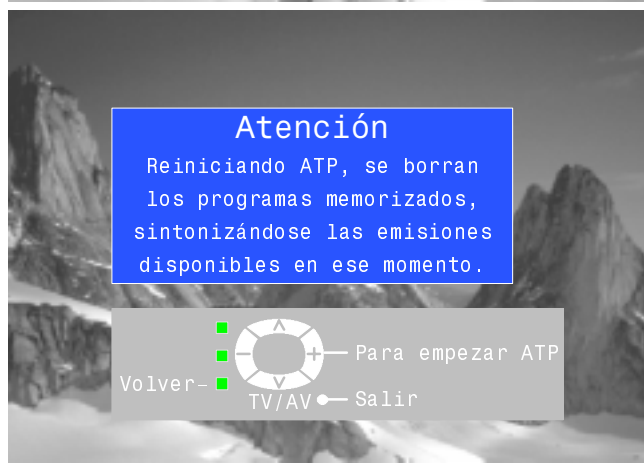 Atención
Reiniciando ATP, se borran
los programas memorizados,
sintonizándose las emisiones
disponibles en ese momento.
Para empezar ATP
Volver
TV/AV Salir